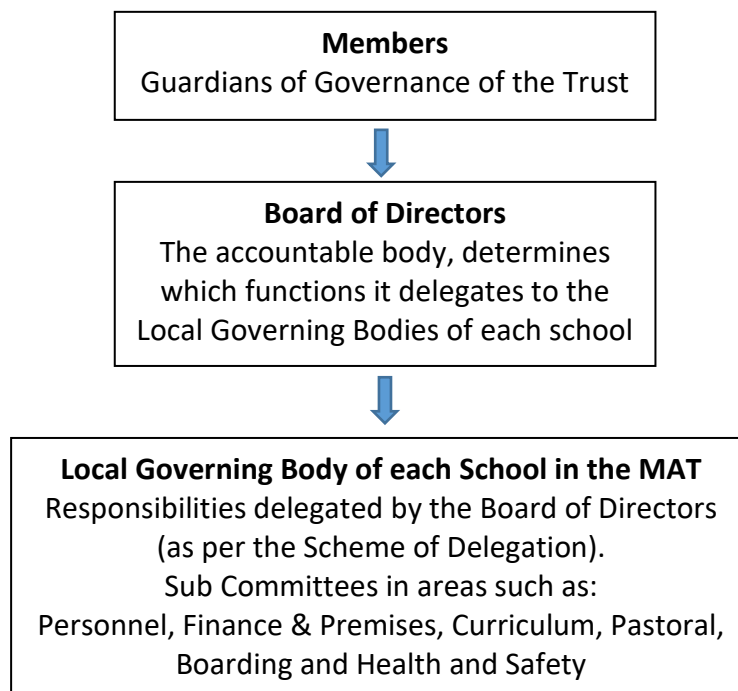 Members
Guardians of Governance of the Trust
Board of Directors
The accountable body, determines
which functions it delegates to the
Local Governing Bodies of each school
Local Governing Body of each School in the MAT
Responsibilities delegated by the Board of Directors
(as per the Scheme of Delegation).
Sub Committees in areas such as:
Personnel, Finance & Premises, Curriculum, Pastoral,
Boarding and Health and Safety